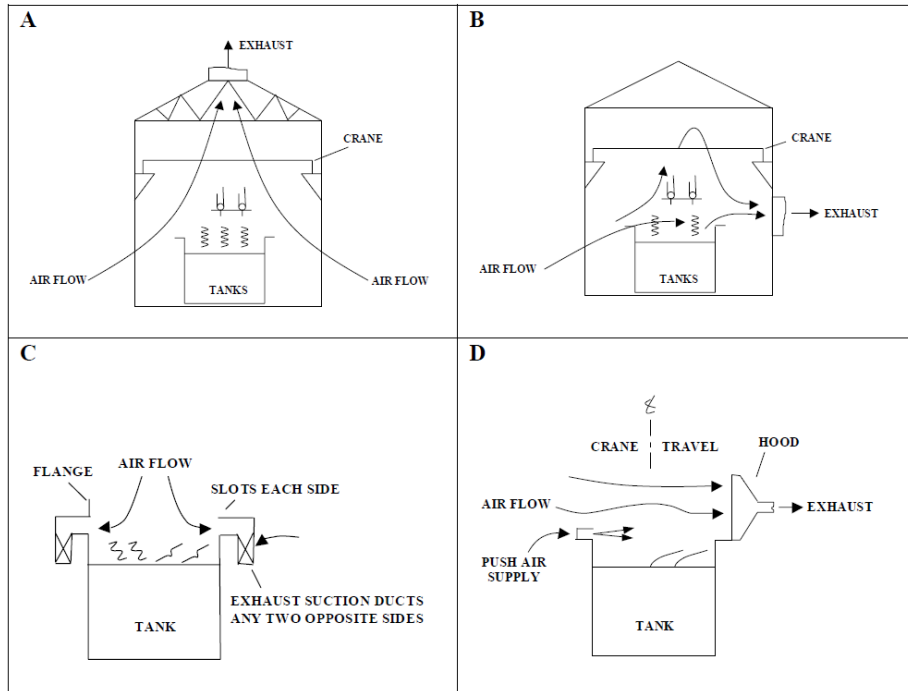 A
EXHAUST
CRANE
AIR FLOW
AIR FLOW
TANKS
B
CRANE
EXHAUST
AIR FLOW
TANKS
C
FLANGE
AIR FLOW
SLOTS EACH SIDE
EXHAUST SUCTION DUCTS
ANY TWO OPPOSITE SIDES
TANK
D
CRANE TRAVEL
HOOD
AIR FLOW
EXHAUST
PUSH AIR
SUPPLY
TANK